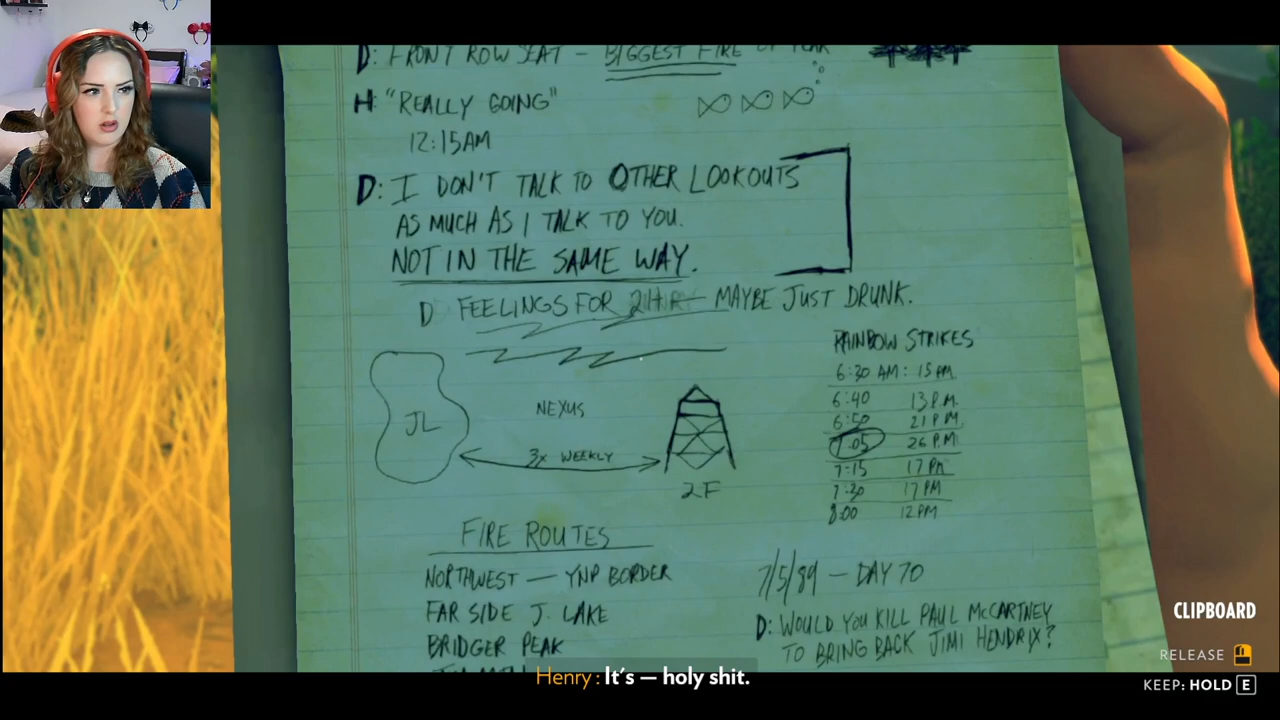 D: FRONT ROW SEAT — BIGGEST FIRE OF YEAR
H: "REALLY GOING"
12:15AM
D: I DON'T TALK TO OTHER LOOKOUTS
AS MUCH AS I TALK TO YOU.
NOT IN THE SAME WAY.
D FEELINGS FOR MAYBE JUST DRUNK.
RAINBOW STRIKES
6:30 AM: 15 PM
6:40 13 P.M.
6:50 21 P.M
7:05 26 P.M
7:15 17 PM
7:30 17 PM
8:00 12 PM
JL
NEXUS
3x WEEKLY
2F
FIRE ROUTES
NORTHWEST — YNP BORDER
FAR SIDE J. LAKE
BRIDGER PEAK
7/5/89 — DAY 70
D: WOULD YOU KILL PAUL McCARTNEY
TO BRING BACK JIMI HENDRIX?
CLIPBOARD
RELEASE
KEEP: HOLD E
Henry: It's — holy shit.